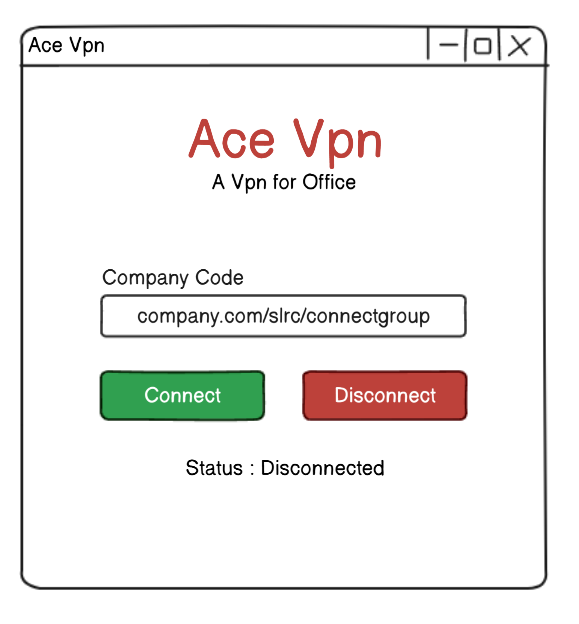 Ace Vpn
Ace Vpn
A Vpn for Office
Company Code
company.com/slrc/connectgroup
Connect Disconnect
Status : Disconnected